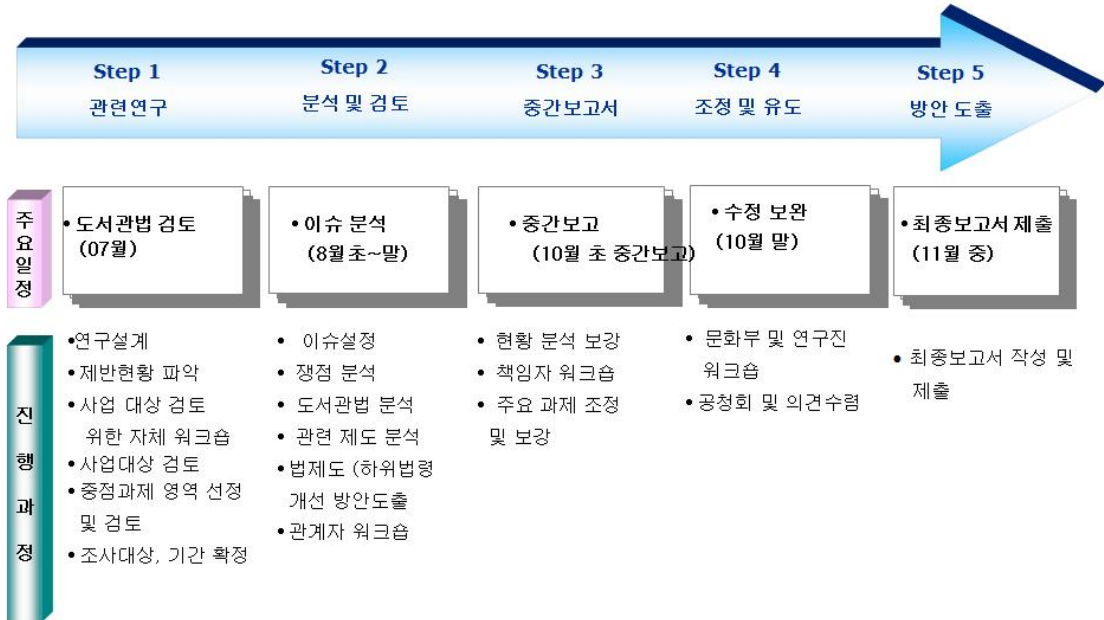 Step 1
관련연구
Step 2
분석 및 검토
Step 3
중간보고서
Step 4
조정 및 유도
Step 5
방안 도출
주요일정
• 도서관법 검토
(07월)
• 이슈 분석
(8월초~말)
• 중간보고
(10월 초 중간보고)
• 수정 보완
(10월 말)
• 최종보고서 제출
(11월 중)
진행과정
•연구설계
•제반현황 파악
•사업 대상 검토
위한 자체 워크숍
•사업대상 검토
•중점과제 영역 선정
및 검토
•조사대상, 기간 확정
• 이슈설정
• 쟁점 분석
• 도서관법 분석
• 관련 제도 분석
•법제도 (하위법령
개선 방안도출
•관계자 워크숍
• 현황 분석 보강
• 책임자 워크숍
• 주요 과제 조정
및 보강
• 문화부 및 연구진
워크숍
•공청회 및 의견수렴
• 최종보고서 작성 및
제출